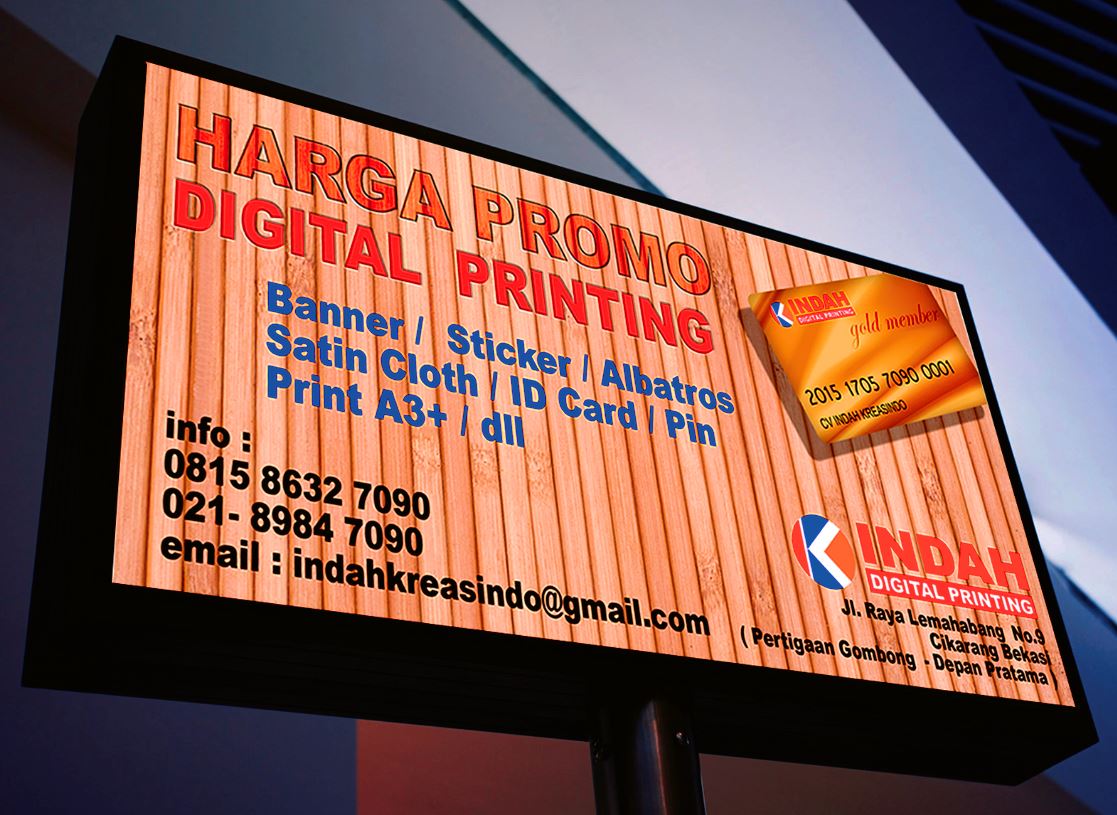 HARGA PROMO
DIGITAL PRINTING
Banner / Sticker / Albatros
Satin Cloth / ID Card / Pin
Print A3+ / dll
info :
0815 8632 7090
021- 8984 7090
email : indahkreasindo@gmail.com
INDAH
DIGITAL PRINTING
gold member
2015 1705 7090 0001
CV INDAH KREASINDO
INDAH
DIGITAL PRINTING
Jl. Raya Lemahabang No.9
Cikarang Bekasi
( Pertigaan Gombong - Depan Pratama )